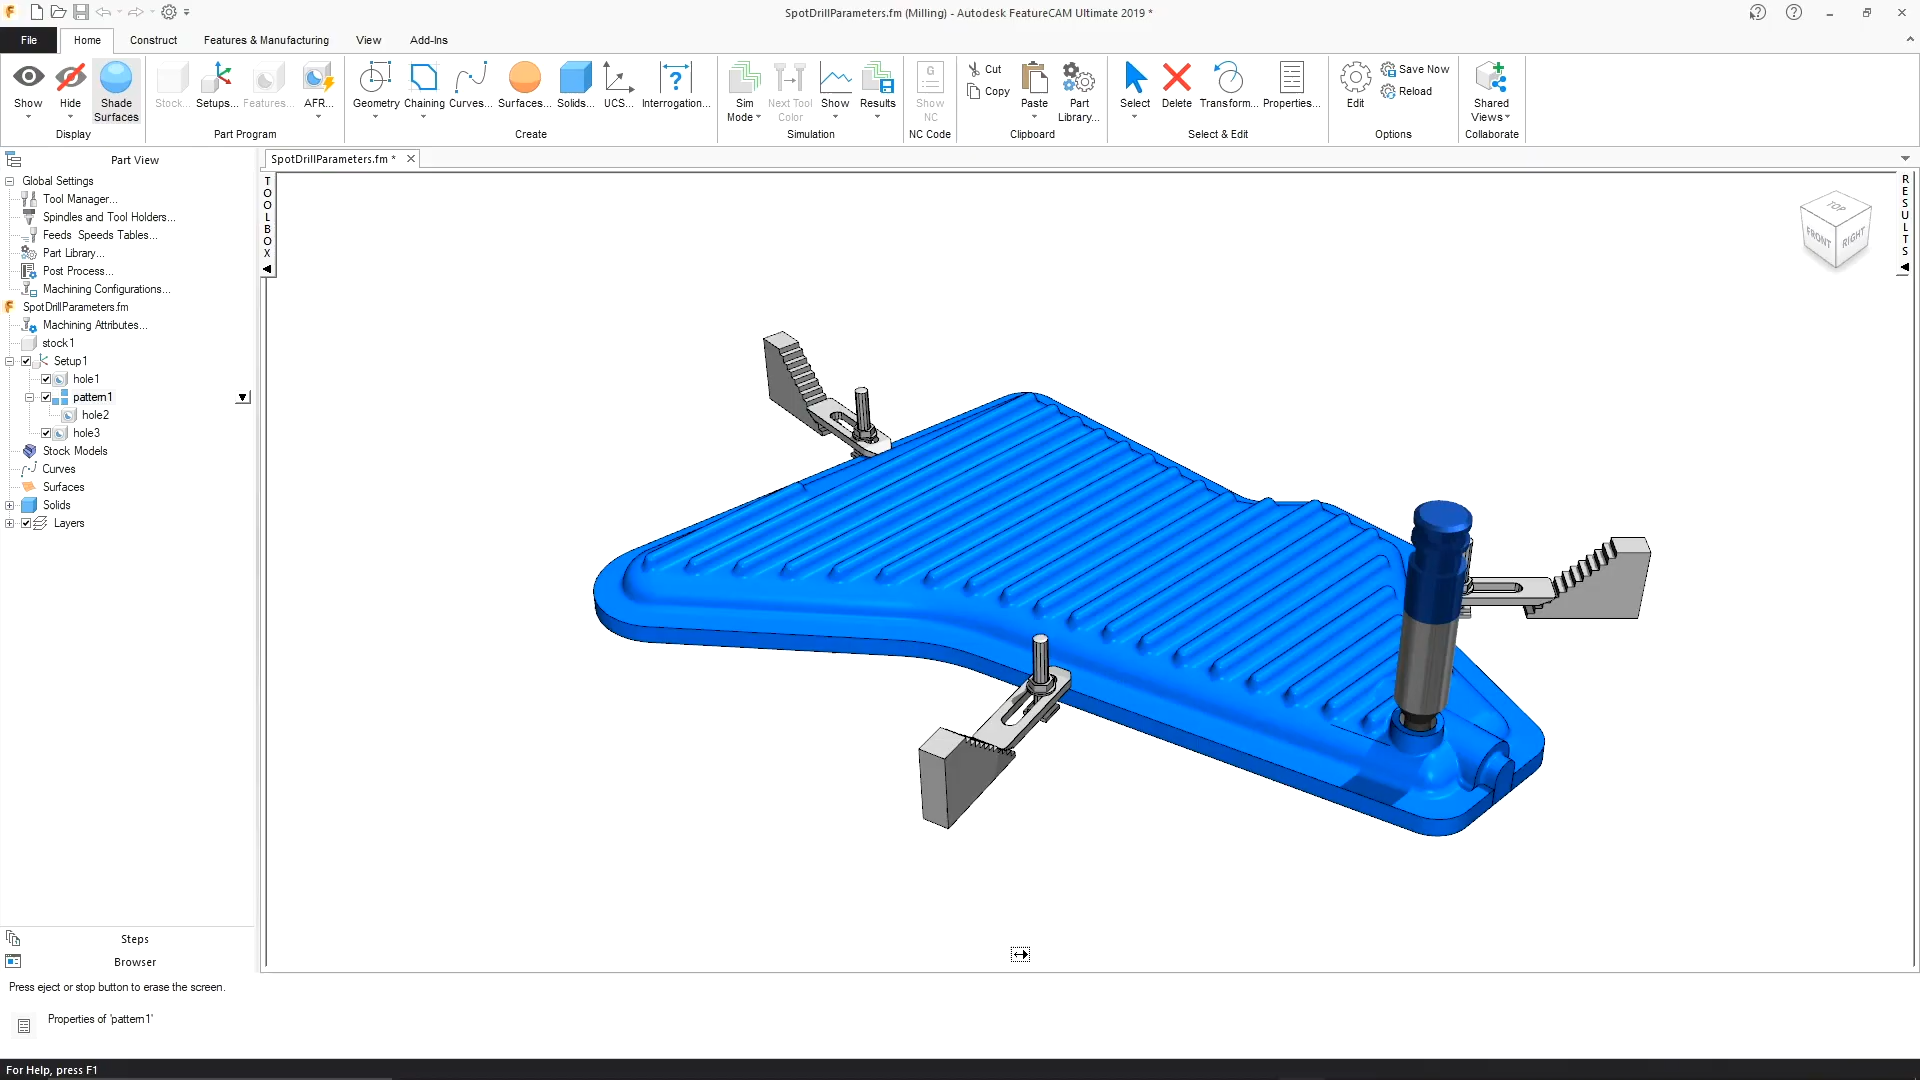 SpotDrillParameters.fm (Milling) - Autodesk FeatureCAM Ultimate 2019 *
File Home Construct Features & Manufacturing View Add-Ins
Show Hide Shade Surfaces
Display
Stock... Setups... Features... AFR...
Part Program
Geometry Chaining Curves... Surfaces... Solids... UCS... Interrogation...
Create
Sim Mode Next Tool Color Show Results
Simulation
G
Show NC
NC Code
Cut
Copy
Paste
Part Library...
Clipboard
Select Delete Transform... Properties...
Select & Edit
Edit
Save Now
Reload
Options
Shared Views
Collaborate
Part View
Global Settings
Tool Manager...
Spindles and Tool Holders...
Feeds Speeds Tables...
Part Library...
Post Process...
Machining Configurations...
SpotDrillParameters.fm
Machining Attributes...
stock1
Setup1
hole1
pattern1
hole2
hole3
Stock Models
Curves
Surfaces
Solids
Layers
Steps
Browser
SpotDrillParameters.fm *
TOOLBOX
TOP
FRONT
RIGHT
RESULTS
Press eject or stop button to erase the screen.
Properties of 'pattern1'
For Help, press F1